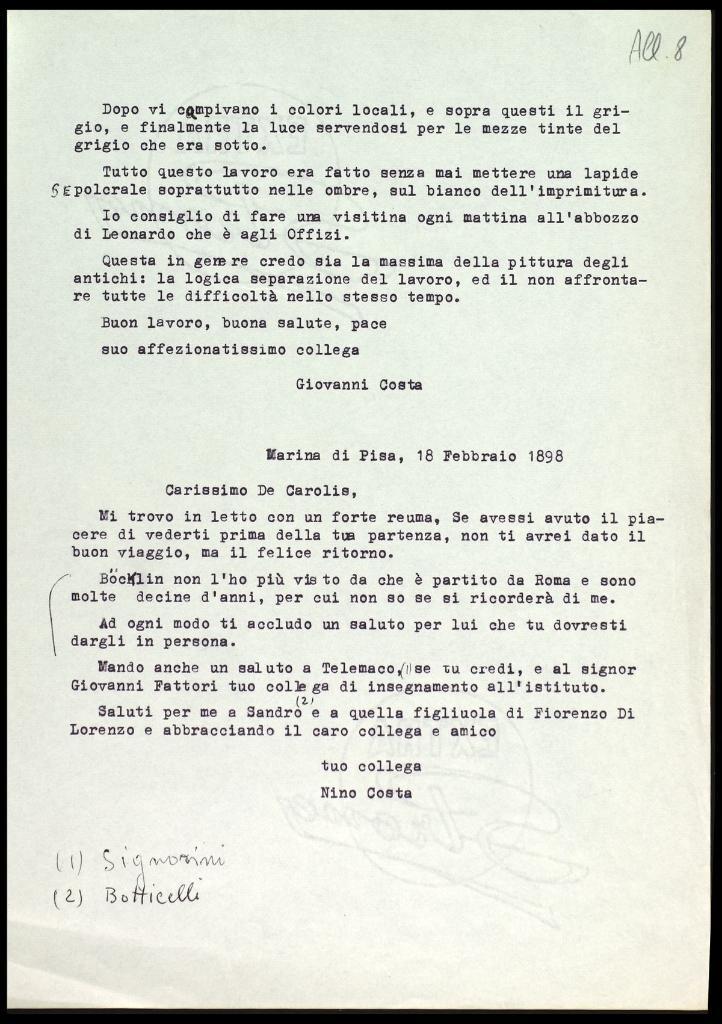 All. 8
Dopo vi campivano i colori locali, e sopra questi il gri-
gio, e finalmente la luce servendosi per le mezze tinte del
grigio che era sotto.
Tutto questo lavoro era fatto senza mai mettere una lapide
SEpolcrale soprattutto nelle ombre, sul bianco dell'imprimitura.
Io consiglio di fare una visitina ogni mattina all'abbozzo
di Leonardo che è agli Offizi.
Questa in genere credo sia la massima della pittura degli
antichi: la logica separazione del lavoro, ed il non affronta-
re tutte le difficoltà nello stesso tempo.
Buon lavoro, buona salute, pace
suo affezionatissimo collega
Giovanni Costa
Marina di Pisa, 18 Febbraio 1898
Carissimo De Carolis,
Mi trovo in letto con un forte reuma, Se avessi avuto il pia-
cere di vederti prima della tua partenza, non ti avrei dato il
buon viaggio, ma il felice ritorno.
Böcklin non l'ho più visto da che è partito da Roma e sono
molte decine d'anni, per cui non so se si ricorderà di me.
Ad ogni modo ti accludo un saluto per lui che tu dovresti
dargli in persona.
Mando anche un saluto a Telemaco,(1)se tu credi, e al signor
Giovanni Fattori tuo collega di insegnamento all'istituto.
Saluti per me a Sandro (2) e a quella figliuola di Fiorenzo Di
Lorenzo e abbracciando il caro collega e amico
tuo collega
Nino Costa
(1) Signorini
(2) Botticelli